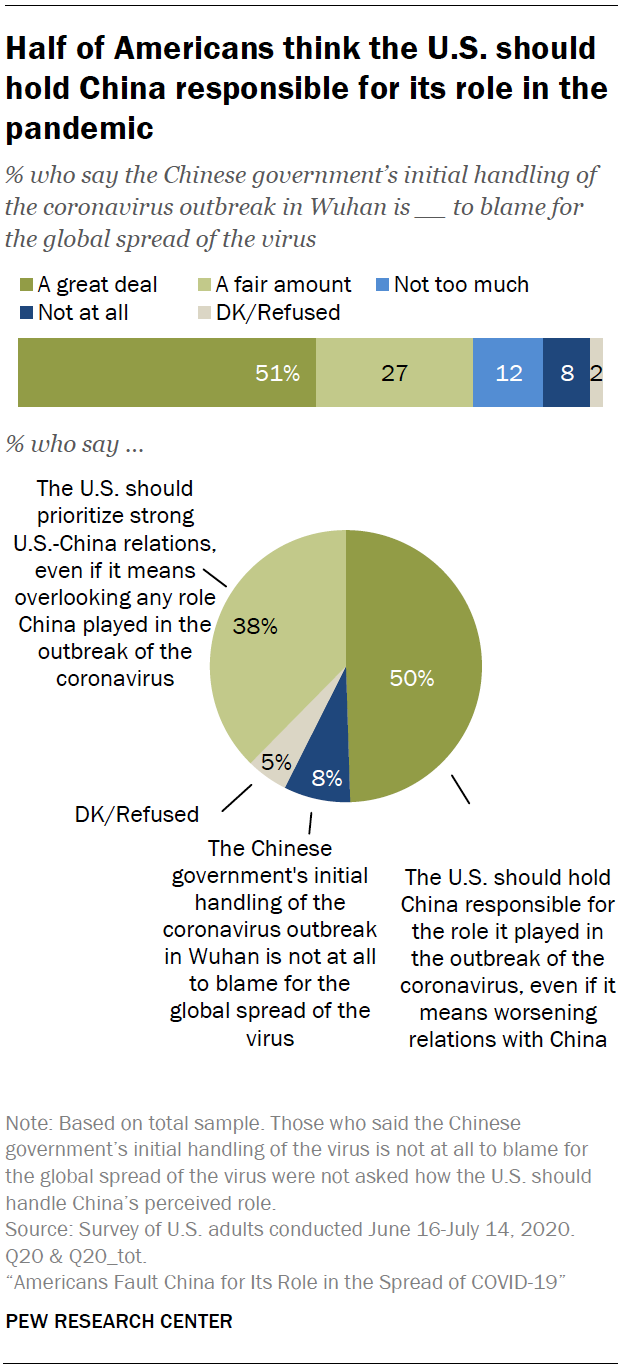 Half of Americans think the U.S. should
hold China responsible for its role in the
pandemic
% who say the Chinese government’s initial handling of
the coronavirus outbreak in Wuhan is __ to blame for
the global spread of the virus
A great deal
A fair amount
Not too much
Not at all
DK/Refused
51%
27
12
8
2
% who say ...
The U.S. should
prioritize strong
U.S.-China relations,
even if it means
overlooking any role
China played in the
outbreak of the
coronavirus
38%
50%
5%
8%
DK/Refused
The Chinese
government's initial
handling of the
coronavirus outbreak
in Wuhan is not at all
to blame for the
global spread of the
virus
The U.S. should hold
China responsible for
the role it played in
the outbreak of the
coronavirus, even if it
means worsening
relations with China
Note: Based on total sample. Those who said the Chinese
government’s initial handling of the virus is not at all to blame for
the global spread of the virus were not asked how the U.S. should
handle China’s perceived role.
Source: Survey of U.S. adults conducted June 16-July 14, 2020.
Q20 & Q20_tot.
“Americans Fault China for Its Role in the Spread of COVID-19”
PEW RESEARCH CENTER